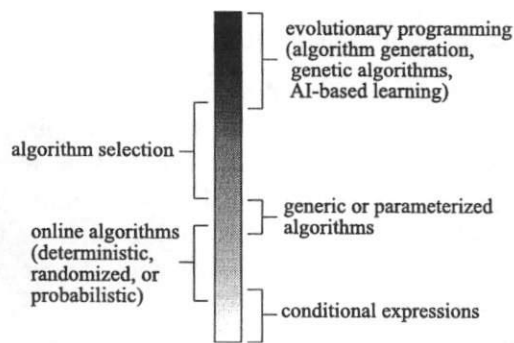 evolutionary programming
(algorithm generation,
genetic algorithms,
AI-based learning)
algorithm selection
generic or parameterized
algorithms
online algorithms
(deterministic,
randomized, or
probabilistic)
conditional expressions